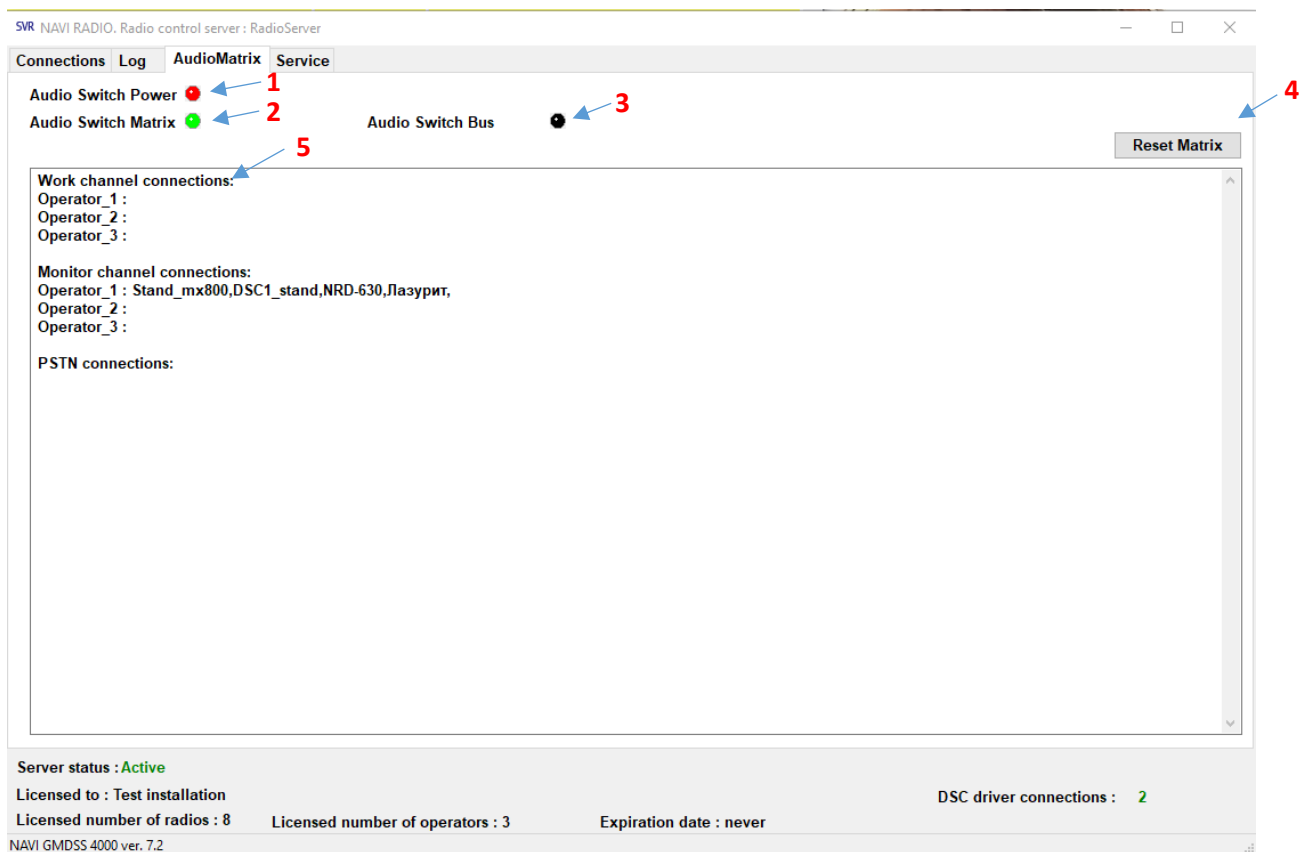 SVR NAVI RADIO. Radio control server : RadioServer
Connections Log AudioMatrix Service
Audio Switch Power 1
Audio Switch Matrix 2 Audio Switch Bus 3
4
Reset Matrix
5
Work channel connections:
Operator_1 :
Operator_2 :
Operator_3 :
Monitor channel connections:
Operator_1 : Stand_mx800,DSC1_stand,NRD-630,Лазурит,
Operator_2 :
Operator_3 :
PSTN connections:
Server status : Active
Licensed to : Test installation DSC driver connections : 2
Licensed number of radios : 8 Licensed number of operators : 3 Expiration date : never
NAVI GMDSS 4000 ver. 7.2